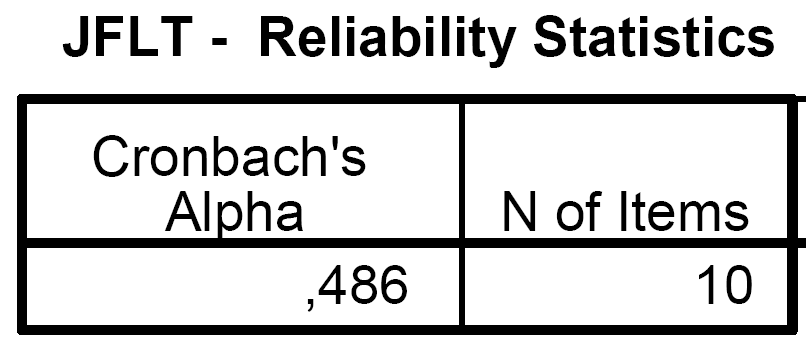 JFLT - Reliability Statistics
Cronbach's
Alpha
N of Items
,486
10